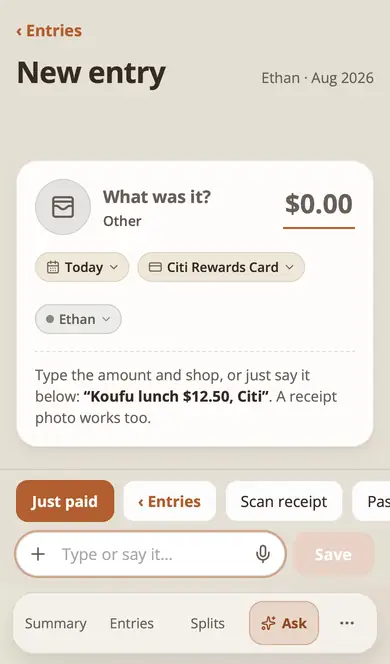 ‹ Entries
New entry
Ethan · Aug 2026
What was it?
$0.00
Other
Today
Citi Rewards Card
Ethan
Type the amount and shop, or just say it
below: “Koufu lunch $12.50, Citi”. A receipt
photo works too.
Just paid
‹ Entries
Scan receipt
Pas
Type or say it...
Save
Summary
Entries
Splits
Ask